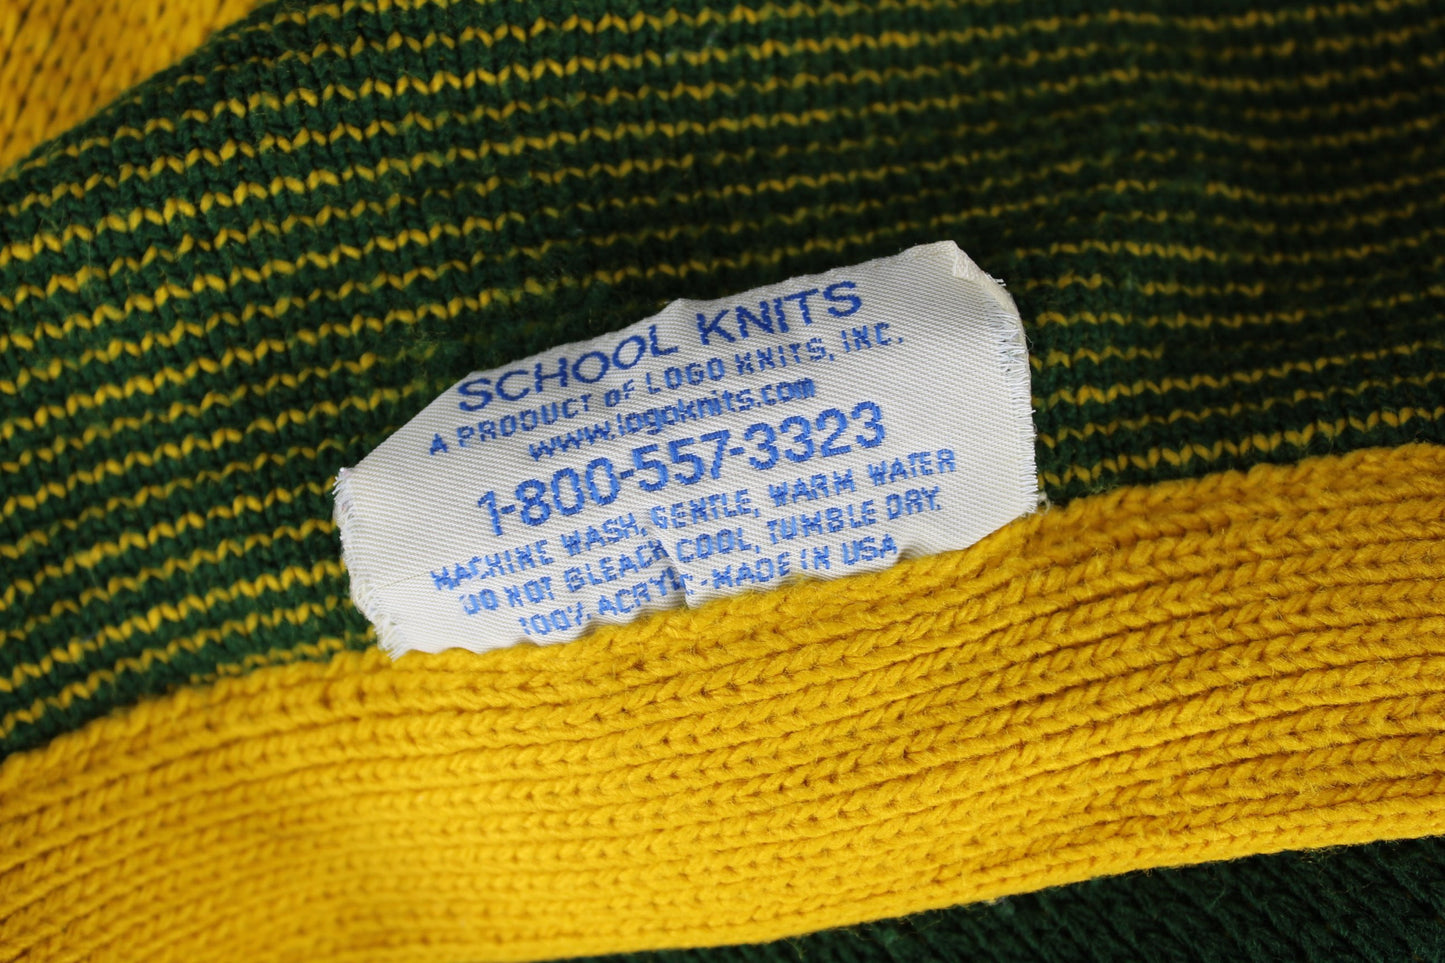 SCHOOL KNITS
A PRODUCT OF LOGO KNITS, INC.
www.logoknits.com
1-800-557-3323
MACHINE WASH, GENTLE, WARM WATER
DO NOT BLEACH COOL, TUMBLE DRY.
100% ACRYLIC - MADE IN USA